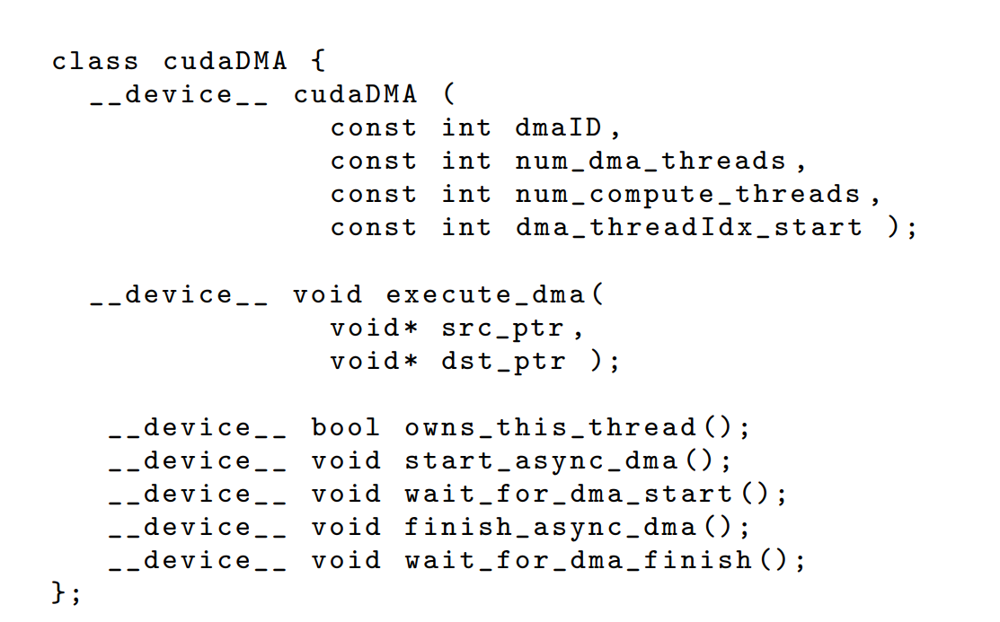 class cudaDMA {
  __device__ cudaDMA (
             const int dmaID,
             const int num_dma_threads,
             const int num_compute_threads,
             const int dma_threadIdx_start );
  __device__ void execute_dma(
             void* src_ptr,
             void* dst_ptr );
   __device__ bool owns_this_thread();
   __device__ void start_async_dma();
   __device__ void wait_for_dma_start();
   __device__ void finish_async_dma();
   __device__ void wait_for_dma_finish();
};